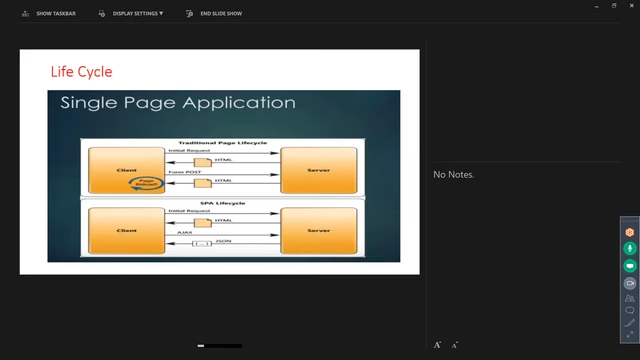 SHOW TASKBAR
DISPLAY SETTINGS ▼
END SLIDE SHOW
Life Cycle
Single Page Application
Traditional Page Lifecycle
Initial Request
HTML
Client
Server
Form POST
Page Reload!
HTML
SPA Lifecycle
Initial Request
HTML
Client
Server
AJAX
JSON
{ ... }
No Notes.
A
A